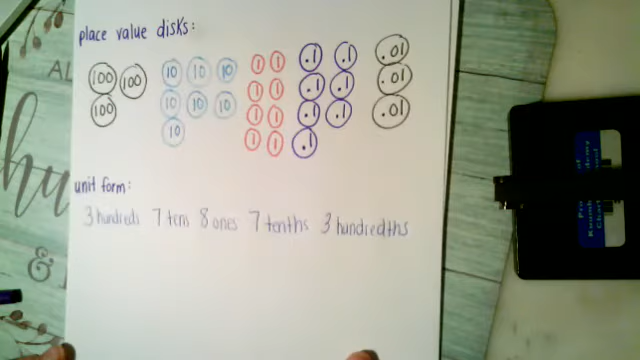 place value disks:
100 100 10 10 10 1 1 .1 .1 .01
100 10 10 10 1 1 .1 .1 .01
10 1 1 .1 .1 .01
1 1 .1
unit form:
3 hundreds 7 tens 8 ones 7 tenths 3 hundredths
hu
&